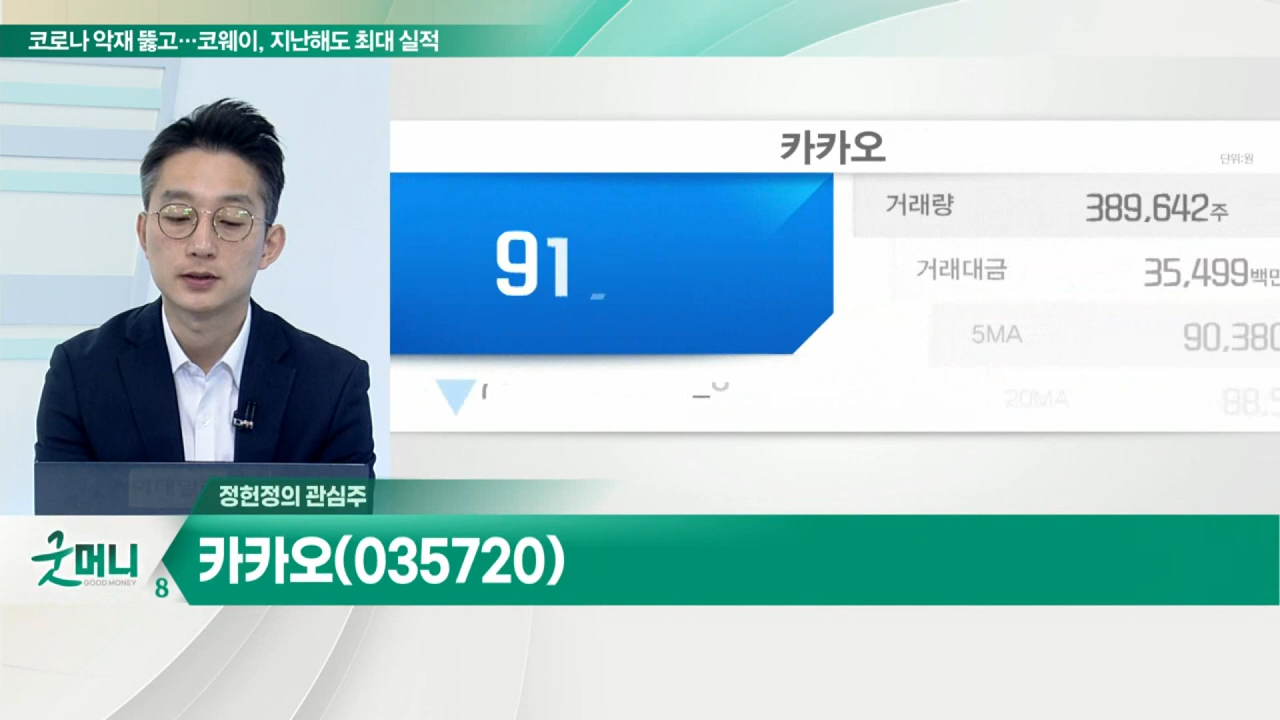 코로나 악재 뚫고…코웨이, 지난해도 최대 실적
카카오
단위:원
91
거래량 389,642주
거래대금 35,499백만
5MA 90,380
20MA 88,5
정헌정의 관심주
굿머니
GOOD MONEY
8
카카오(035720)